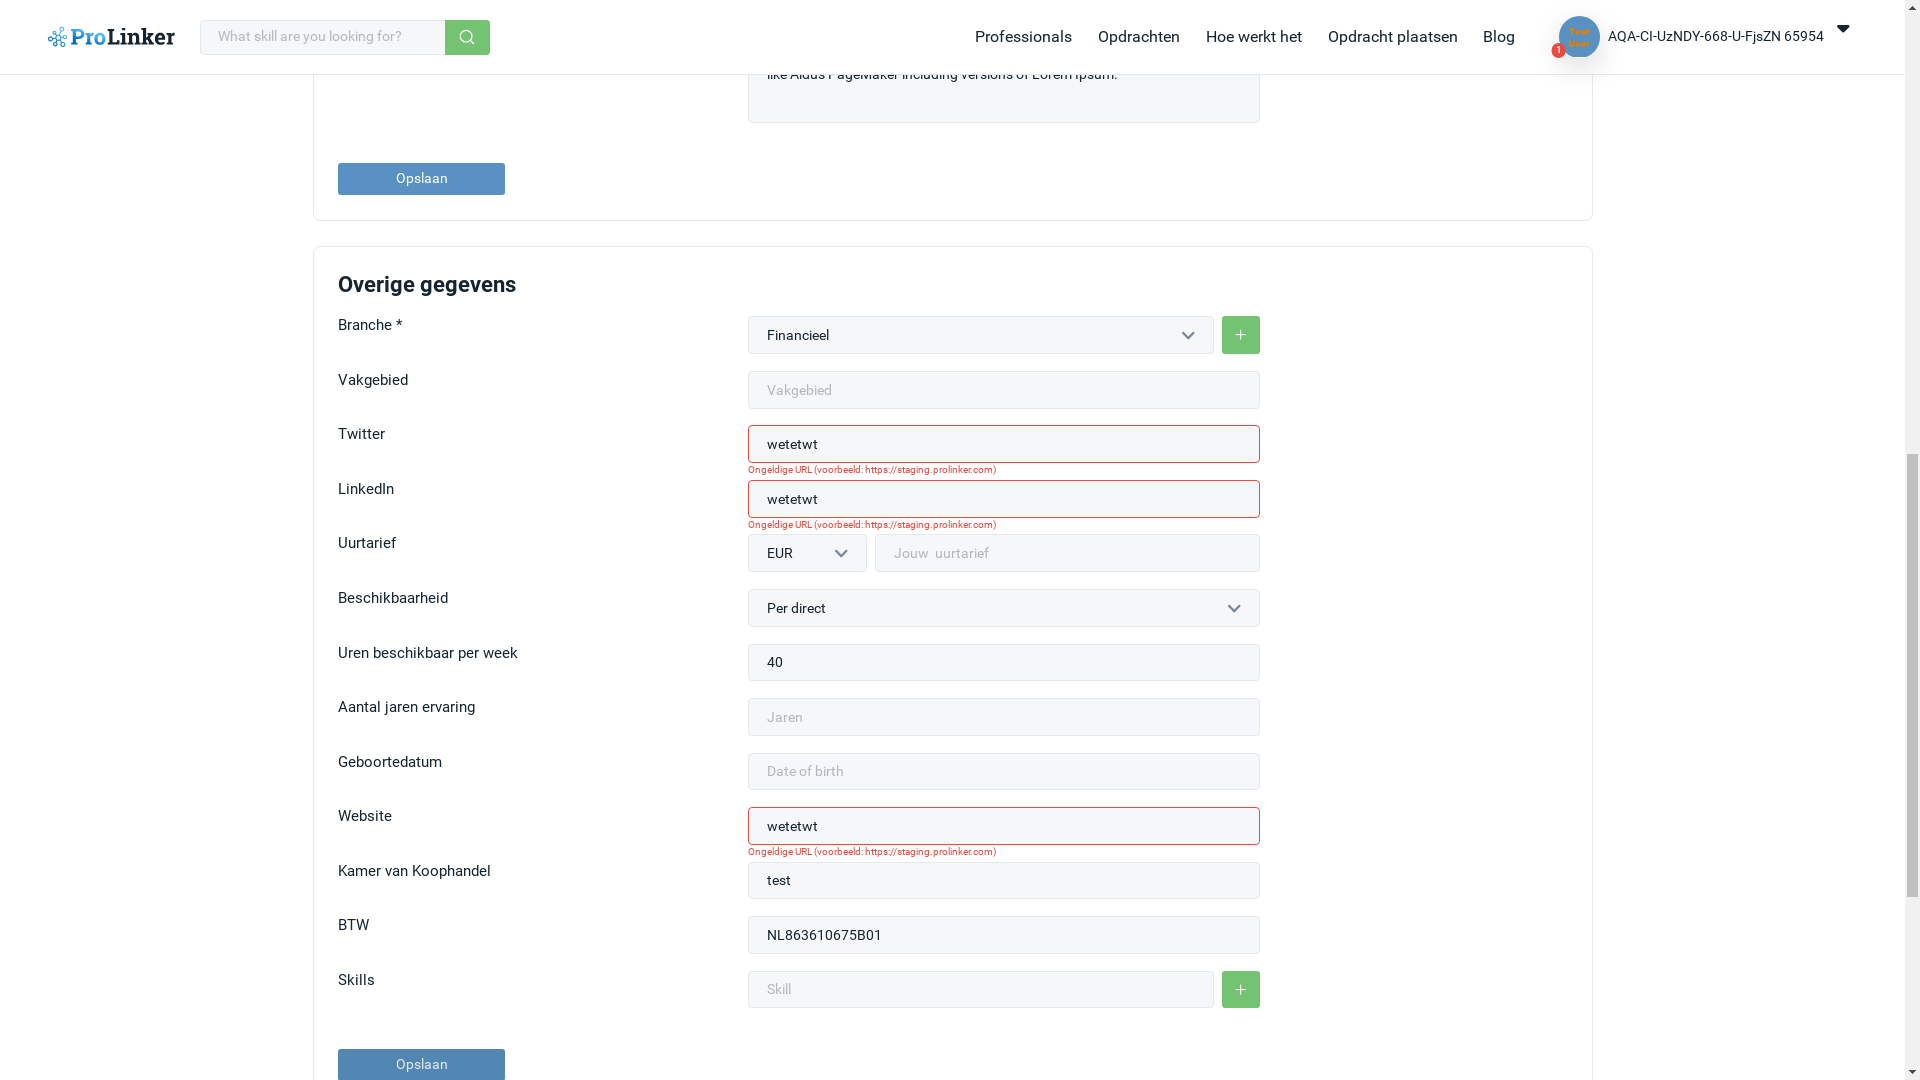 ProLinker
What skill are you looking for?
Professionals
Opdrachten
Hoe werkt het
Opdracht plaatsen
Blog
Test
User
1
AQA-CI-UzNDY-668-U-FjsZN 65954
like Aldus PageMaker including versions of Lorem Ipsum.
Opslaan
Overige gegevens
Branche *
Financieel
+
Vakgebied
Vakgebied
Twitter
wetetwt
Ongeldige URL (voorbeeld: https://staging.prolinker.com)
LinkedIn
wetetwt
Ongeldige URL (voorbeeld: https://staging.prolinker.com)
Uurtarief
EUR
Jouw uurtarief
Beschikbaarheid
Per direct
Uren beschikbaar per week
40
Aantal jaren ervaring
Jaren
Geboortedatum
Date of birth
Website
wetetwt
Ongeldige URL (voorbeeld: https://staging.prolinker.com)
Kamer van Koophandel
test
BTW
NL863610675B01
Skills
Skill
+
Opslaan